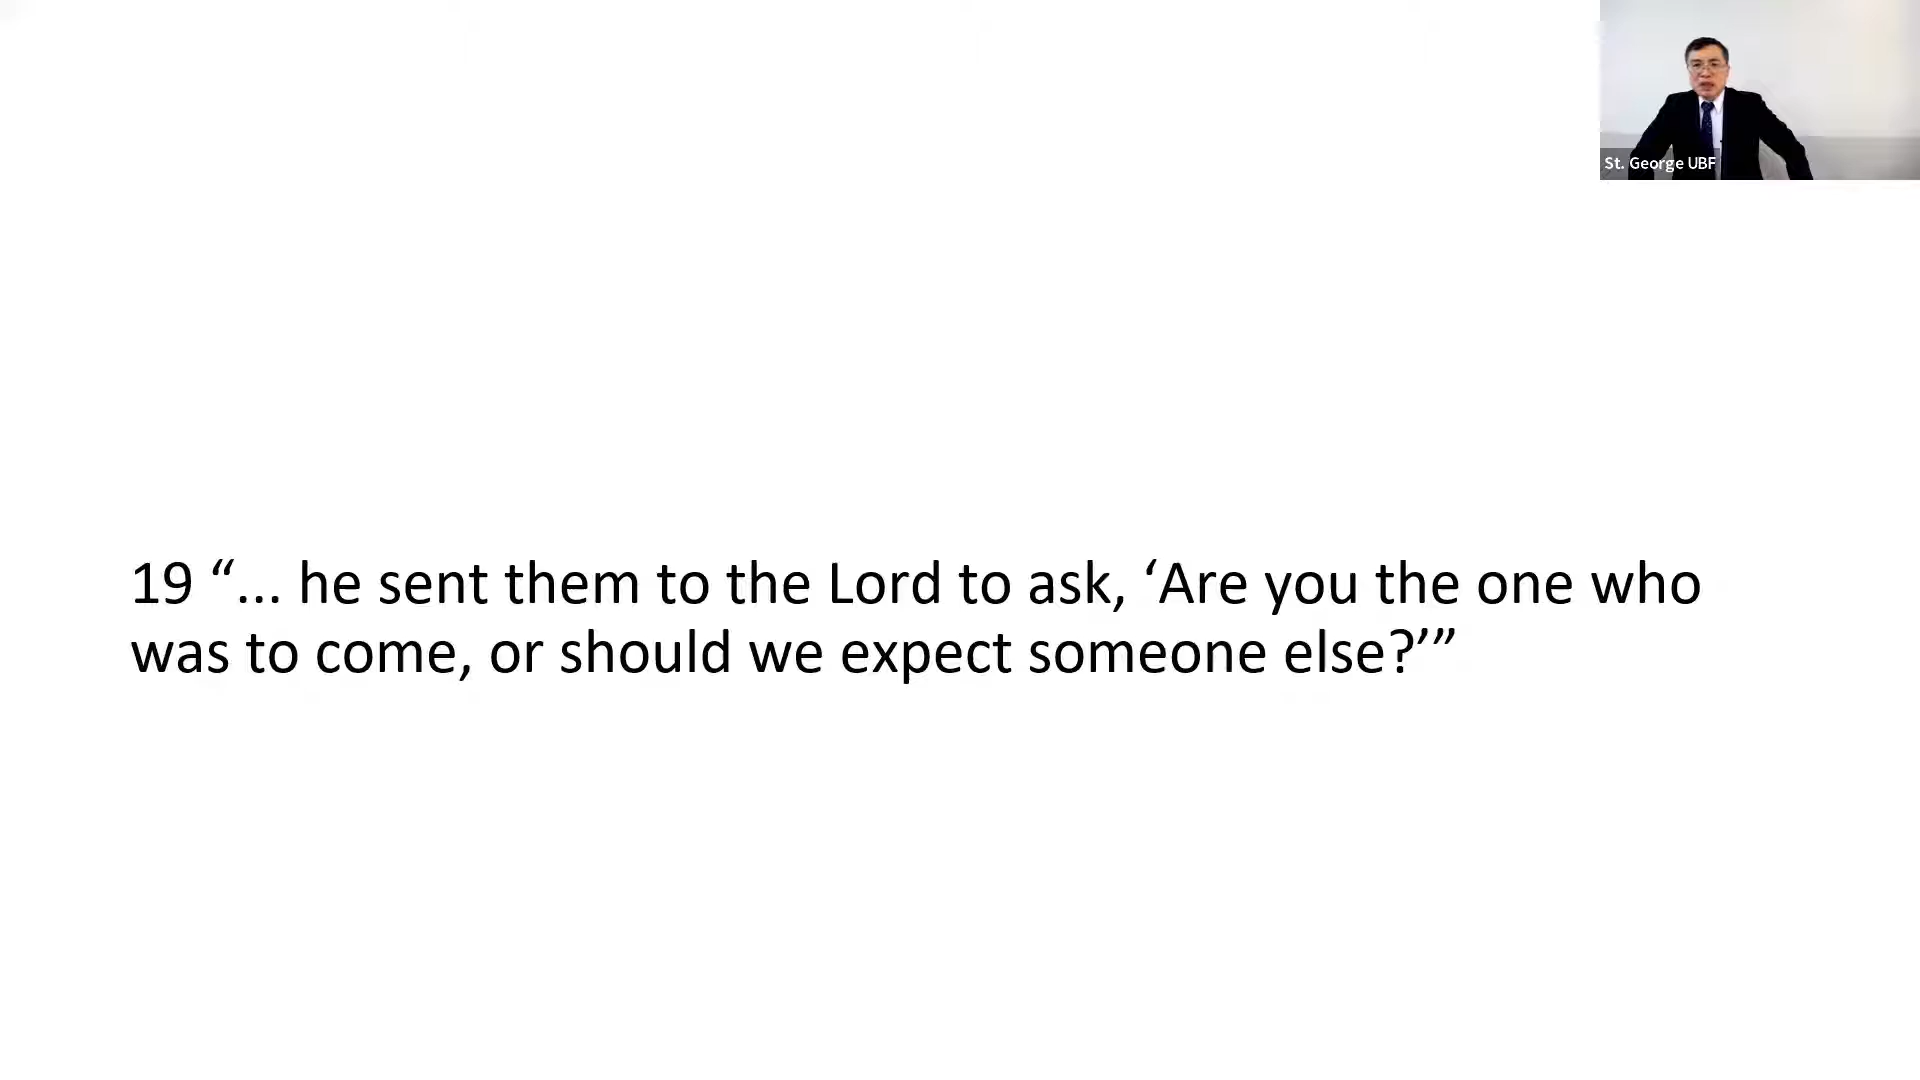 St. George UBF
19 “... he sent them to the Lord to ask, ‘Are you the one who
was to come, or should we expect someone else?’”